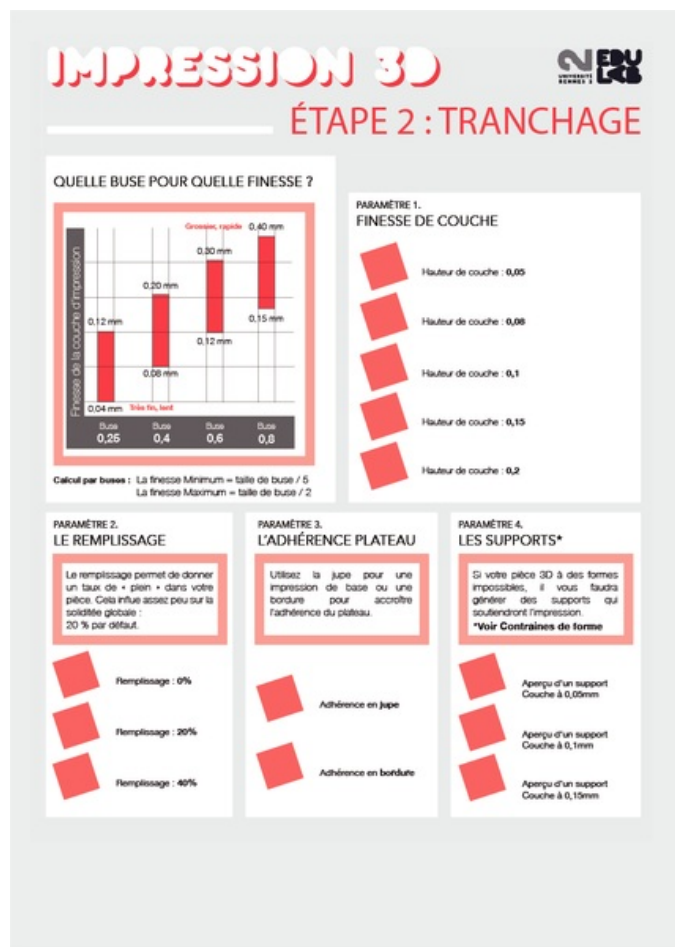 IMPRESSION 3D
UNIVERSITÉ
RENNES 2
EDU
LAB
ÉTAPE 2 : TRANCHAGE
QUELLE BUSE POUR QUELLE FINESSE ?
Finesse de la couche d'impression
Grossier, rapide
0,40 mm
0,30 mm
0,20 mm
0,12 mm
0,15 mm
0,12 mm
0,08 mm
0,04 mm
Très fin, lent
Buse
0,25
Buse
0,4
Buse
0,6
Buse
0,8
Calcul par buses : La finesse Minimum = taille de buse / 5
La finesse Maximum = taille de buse / 2
PARAMÈTRE 1.
FINESSE DE COUCHE
Hauteur de couche : 0,05
Hauteur de couche : 0,08
Hauteur de couche : 0,1
Hauteur de couche : 0,15
Hauteur de couche : 0,2
PARAMÈTRE 2.
LE REMPLISSAGE
Le remplissage permet de donner
un taux de « plein » dans votre
pièce. Cela influe assez peu sur la
soliditée globale :
20 % par défaut.
Remplissage : 0%
Remplissage : 20%
Remplissage : 40%
PARAMÈTRE 3.
L'ADHÉRENCE PLATEAU
Utilisez la jupe pour une
impression de base ou une
bordure pour accroître
l'adhérence du plateau.
Adhérence en jupe
Adhérence en bordure
PARAMÈTRE 4.
LES SUPPORTS*
Si votre pièce 3D à des formes
impossibles, il vous faudra
générer des supports qui
soutiendront l'impression.
*Voir Contraines de forme
Aperçu d'un support
Couche à 0,05mm
Aperçu d'un support
Couche à 0,1mm
Aperçu d'un support
Couche à 0,15mm